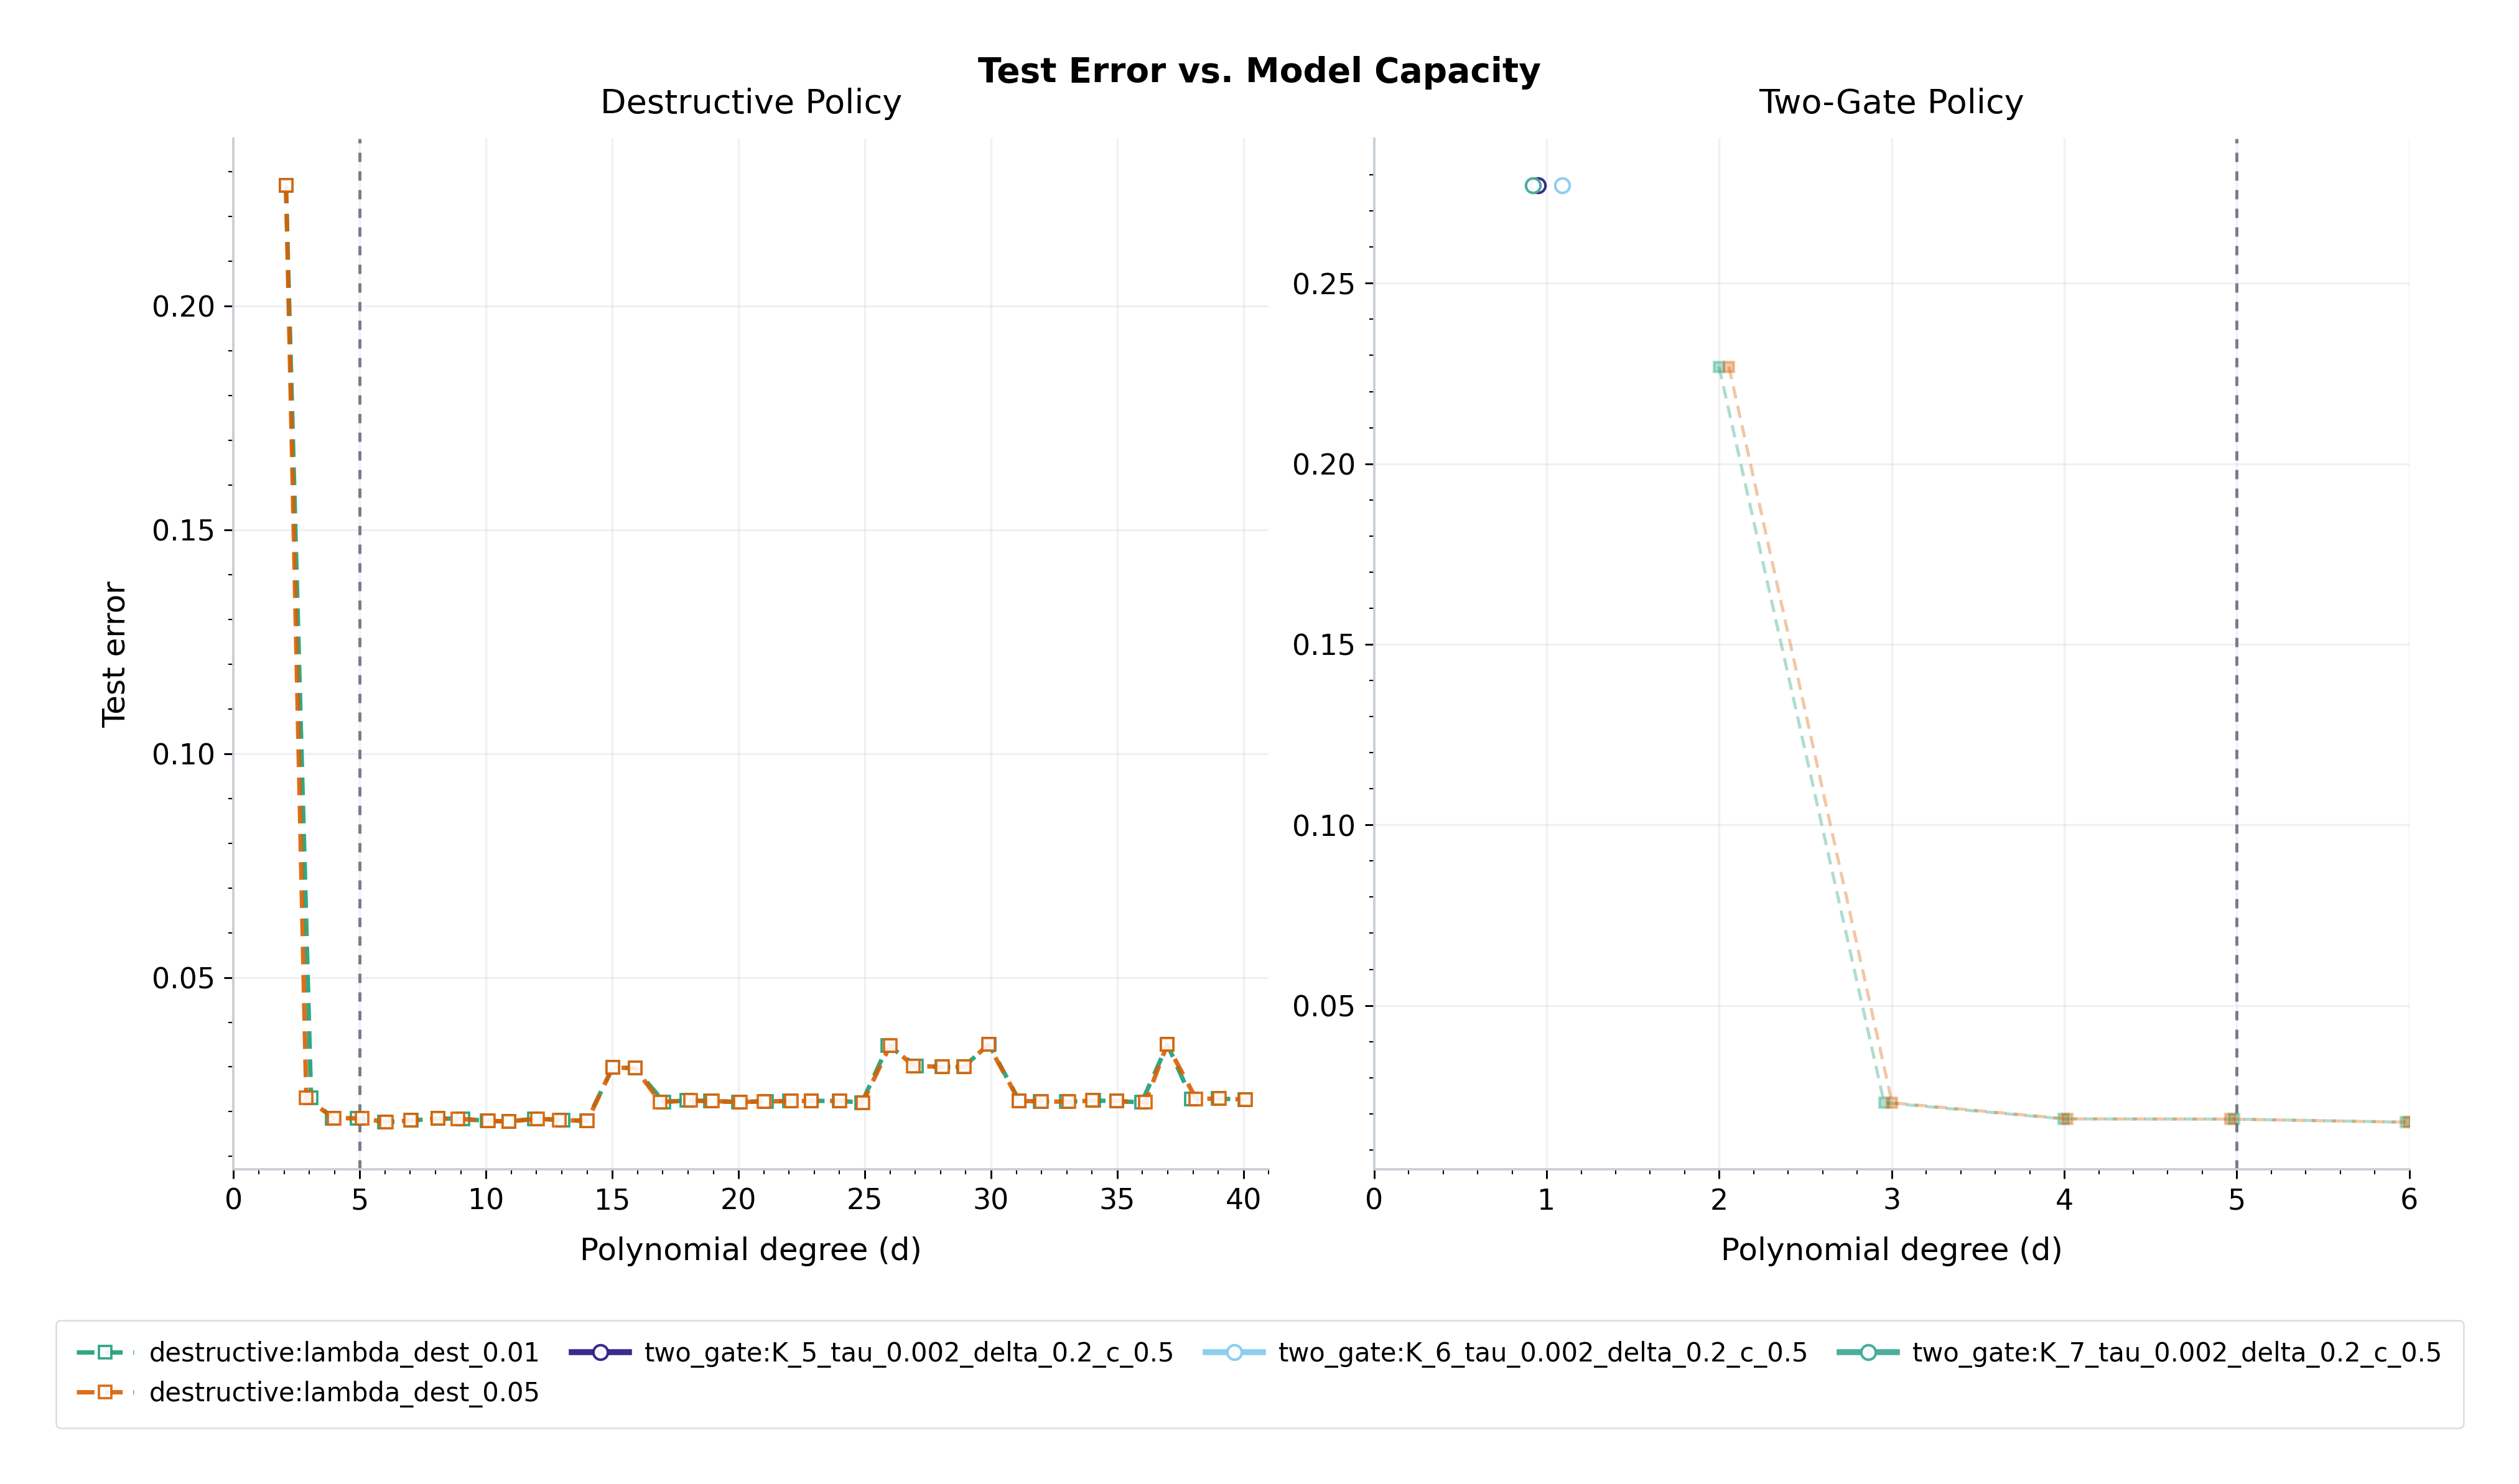 Test Error vs. Model Capacity
Destructive Policy
Test error
0.20
0.15
0.10
0.05
0 5 10 15 20 25 30 35 40
Polynomial degree (d)
Two-Gate Policy
0.25
0.20
0.15
0.10
0.05
0 1 2 3 4 5 6
Polynomial degree (d)
destructive:lambda_dest_0.01
destructive:lambda_dest_0.05
two_gate:K_5_tau_0.002_delta_0.2_c_0.5
two_gate:K_6_tau_0.002_delta_0.2_c_0.5
two_gate:K_7_tau_0.002_delta_0.2_c_0.5